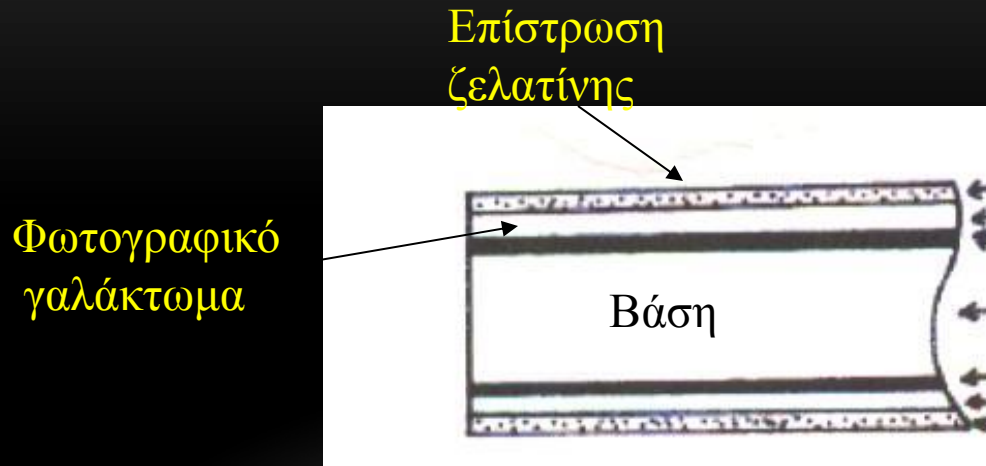 Επίστρωση
ζελατίνης
Φωτογραφικό
γαλάκτωμα
Βάση